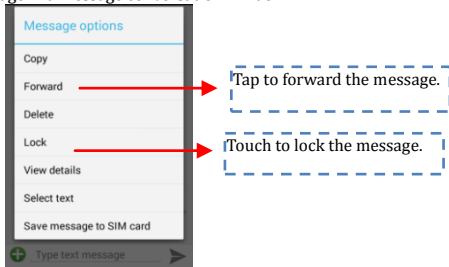 Message options
Copy
Forward
Tap to forward the message.
Delete
Lock
Touch to lock the message.
View details
Select text
Save message to SIM card
Type text message